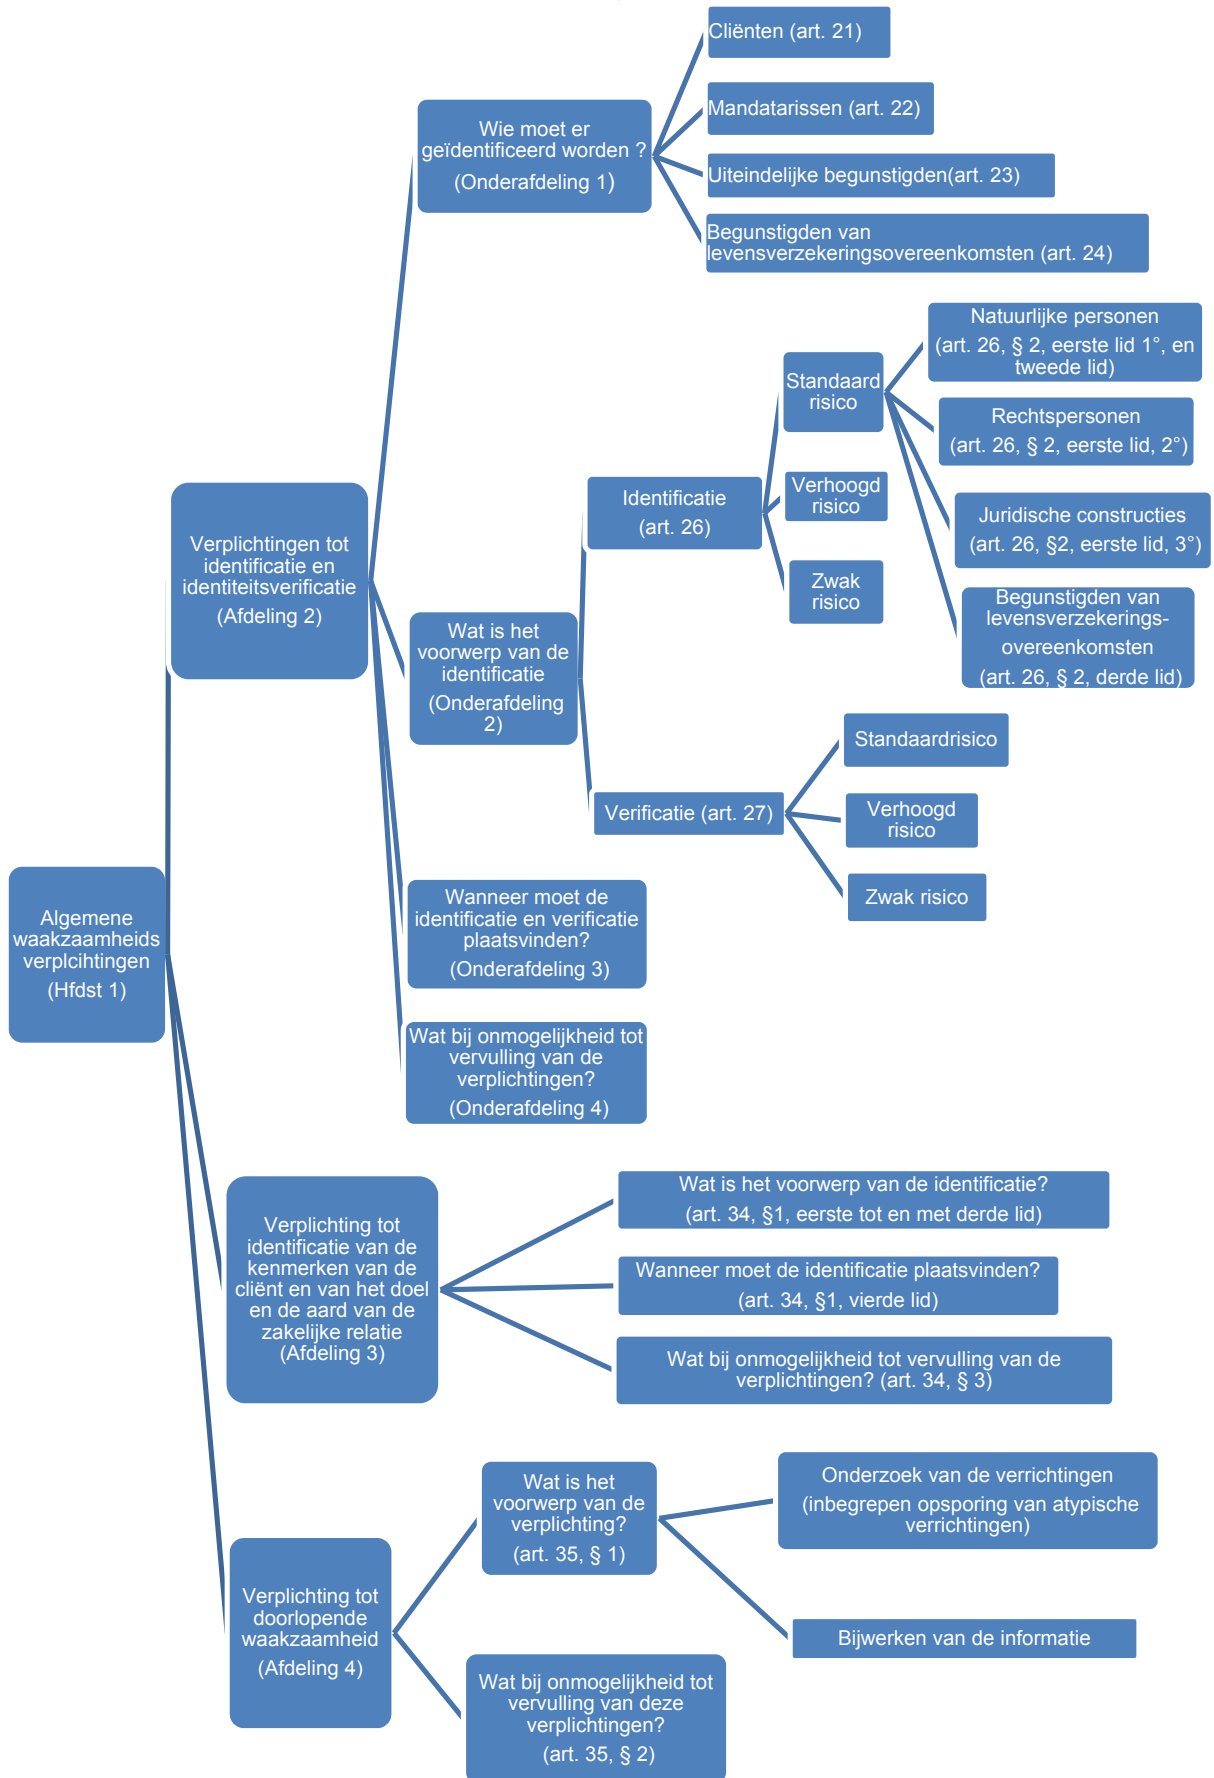 Cliënten (art. 21)
Mandatarissen (art. 22)
Uiteindelijke begunstigden(art. 23)
Begunstigden van
levensverzekeringsovereenkomsten (art. 24)
Wie moet er
geïdentificeerd worden ?
(Onderafdeling 1)
Natuurlijke personen
(art. 26, § 2, eerste lid 1°, en
tweede lid)
Rechtspersonen
(art. 26, § 2, eerste lid, 2°)
Juridische constructies
(art. 26, §2, eerste lid, 3°)
Begunstigden van
levensverzekerings-
overeenkomsten
(art. 26, § 2, derde lid)
Standaard
risico
Verhoogd
risico
Zwak
risico
Identificatie
(art. 26)
Verplichtingen tot
identificatie en
identiteitsverificatie
(Afdeling 2)
Wat is het
voorwerp van de
identificatie
(Onderafdeling
2)
Standaardrisico
Verhoogd
risico
Zwak risico
Verificatie (art. 27)
Algemene
waakzaamheids
verplcihtingen
(Hfdst 1)
Wanneer moet de
identificatie en verificatie
plaatsvinden?
(Onderafdeling 3)
Wat bij onmogelijkheid tot
vervulling van de
verplichtingen?
(Onderafdeling 4)
Verplichting tot
identificatie van de
kenmerken van de
cliënt en van het doel
en de aard van de
zakelijke relatie
(Afdeling 3)
Wat is het voorwerp van de identificatie?
(art. 34, §1, eerste tot en met derde lid)
Wanneer moet de identificatie plaatsvinden?
(art. 34, §1, vierde lid)
Wat bij onmogelijkheid tot vervulling van de
verplichtingen? (art. 34, § 3)
Verplichting tot
doorlopende
waakzaamheid
(Afdeling 4)
Wat is het
voorwerp van de
verplichting?
(art. 35, § 1)
Onderzoek van de verrichtingen
(inbegrepen opsporing van atypische
verrichtingen)
Bijwerken van de informatie
Wat bij onmogelijkheid tot
vervulling van deze
verplichtingen?
(art. 35, § 2)